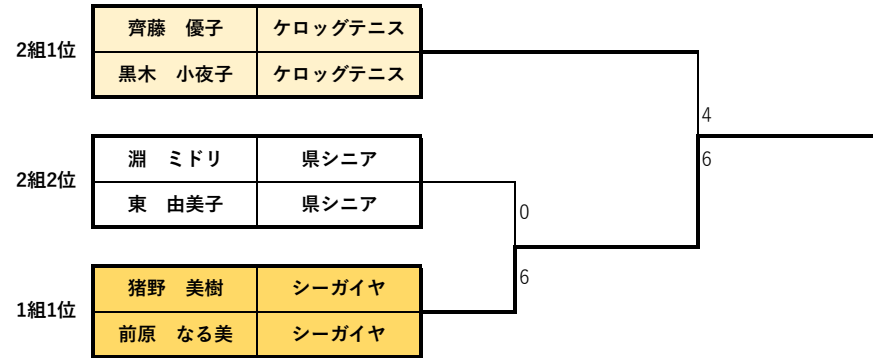 齊藤　優子 ケロッグテニス
2組1位
黒木　小夜子 ケロッグテニス
4
淵　ミドリ 県シニア
6
2組2位
東　由美子 県シニア
0
6
猪野　美樹 シーガイヤ
1組1位
前原　なる美 シーガイヤ